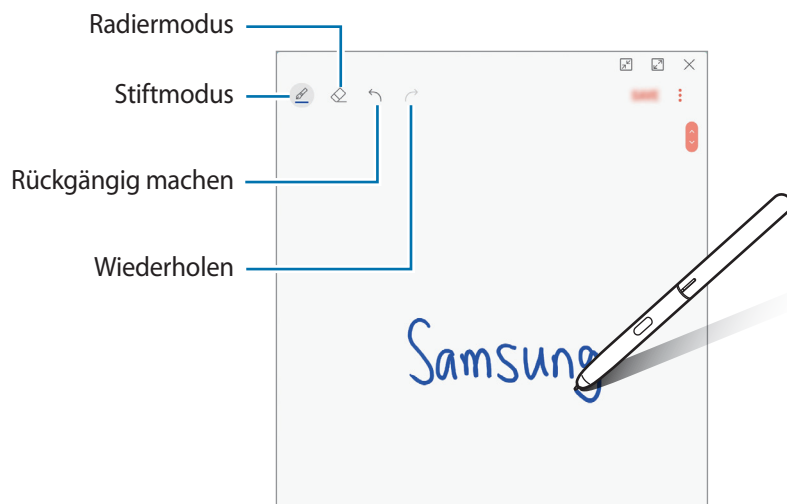 Radiermodus
Stiftmodus
Rückgängig machen
Wiederholen
Samsung